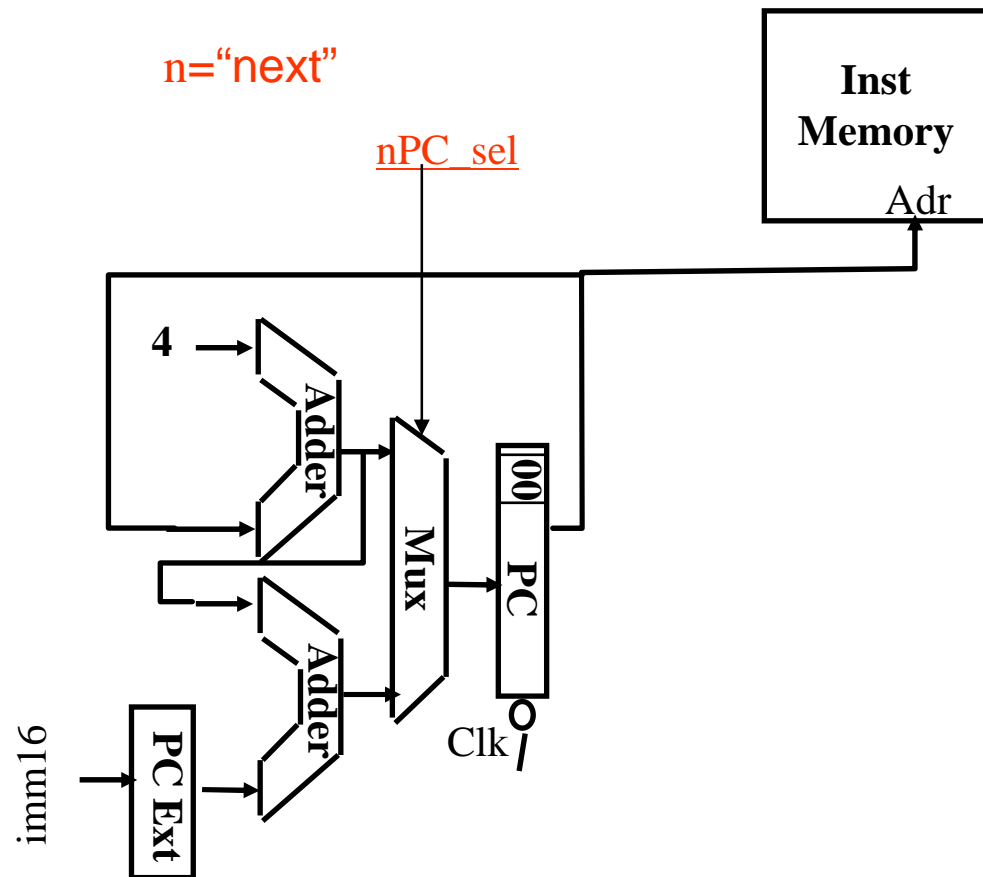 n=“next”
Inst
Memory
nPC_sel
Adr
4
Adder
00
Mux
PC
Adder
Clk
imm16
PC Ext